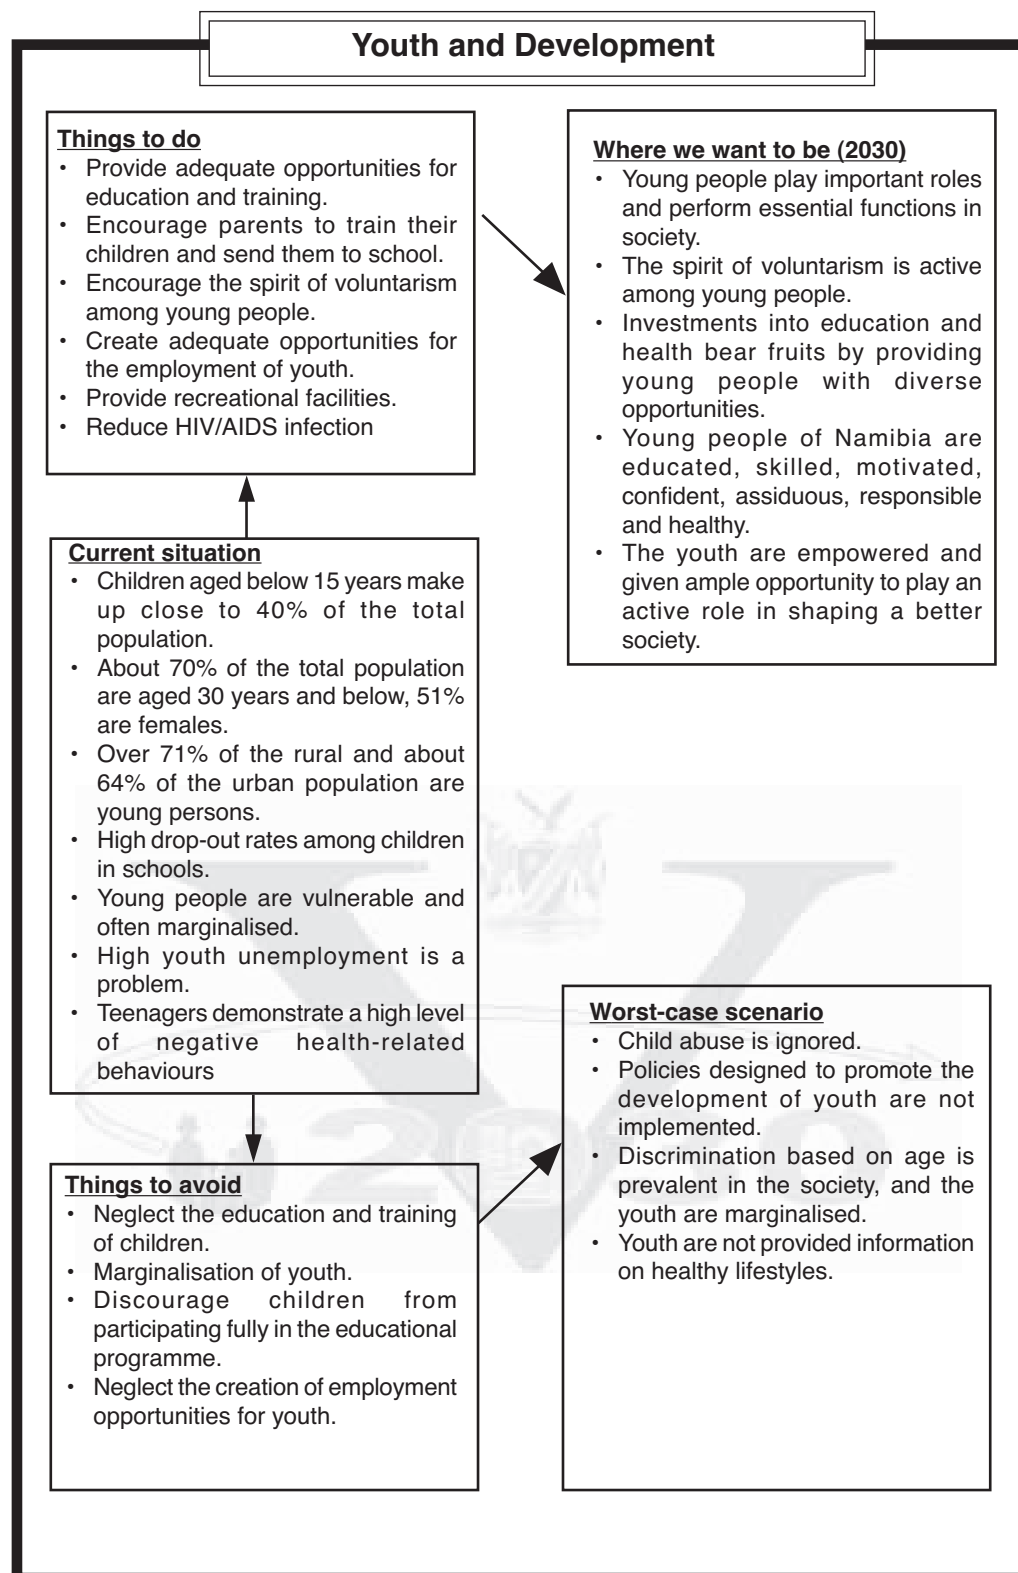 Youth and Development
Things to do
• Provide adequate opportunities for
education and training.
• Encourage parents to train their
children and send them to school.
• Encourage the spirit of voluntarism
among young people.
• Create adequate opportunities for
the employment of youth.
• Provide recreational facilities.
• Reduce HIV/AIDS infection
Where we want to be (2030)
• Young people play important roles
and perform essential functions in
society.
• The spirit of voluntarism is active
among young people.
• Investments into education and
health bear fruits by providing
young people with diverse
opportunities.
• Young people of Namibia are
educated, skilled, motivated,
confident, assiduous, responsible
and healthy.
• The youth are empowered and
given ample opportunity to play an
active role in shaping a better
society.
Current situation
• Children aged below 15 years make
up close to 40% of the total
population.
• About 70% of the total population
are aged 30 years and below, 51%
are females.
• Over 71% of the rural and about
64% of the urban population are
young persons.
• High drop-out rates among children
in schools.
• Young people are vulnerable and
often marginalised.
• High youth unemployment is a
problem.
• Teenagers demonstrate a high level
of negative health-related
behaviours
Things to avoid
• Neglect the education and training
of children.
• Marginalisation of youth.
• Discourage children from
participating fully in the educational
programme.
• Neglect the creation of employment
opportunities for youth.
Worst-case scenario
• Child abuse is ignored.
• Policies designed to promote the
development of youth are not
implemented.
• Discrimination based on age is
prevalent in the society, and the
youth are marginalised.
• Youth are not provided information
on healthy lifestyles.
V
2030